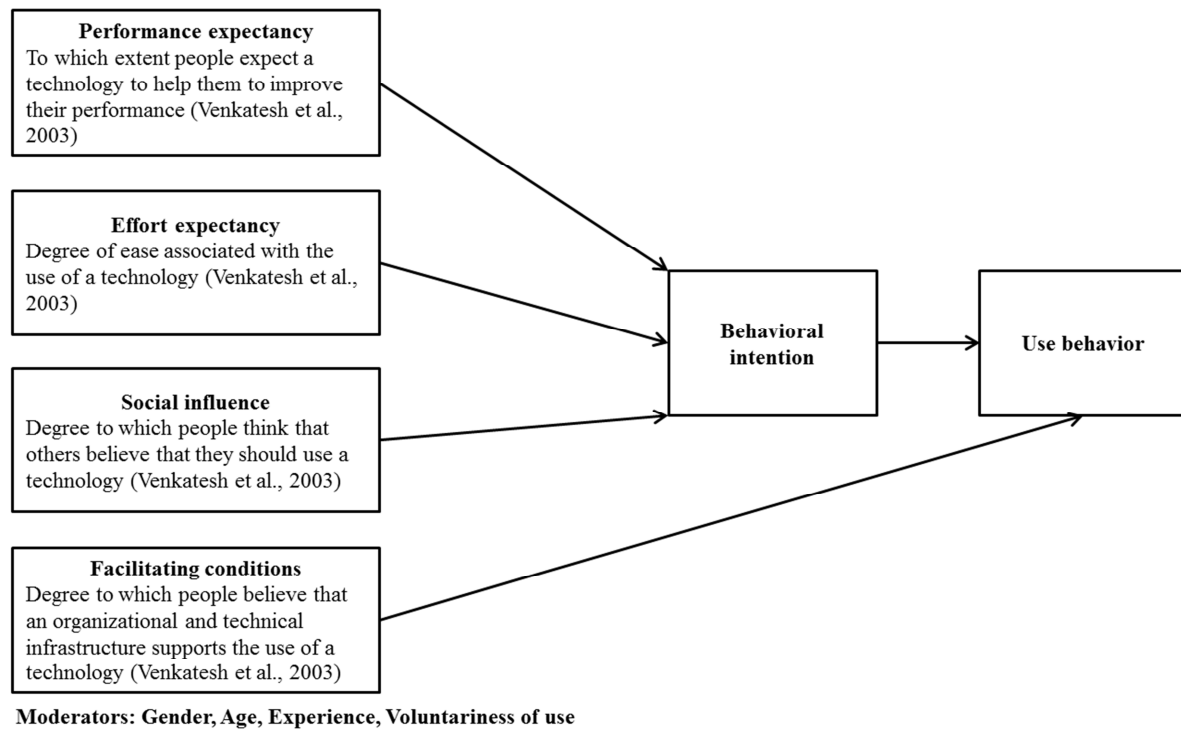 Performance expectancy
To which extent people expect a
technology to help them to improve
their performance (Venkatesh et al.,
2003)
Effort expectancy
Degree of ease associated with the
use of a technology (Venkatesh et al.,
2003)
Social influence
Degree to which people think that
others believe that they should use a
technology (Venkatesh et al., 2003)
Facilitating conditions
Degree to which people believe that
an organizational and technical
infrastructure supports the use of a
technology (Venkatesh et al., 2003)
Behavioral
intention
Use behavior
Moderators: Gender, Age, Experience, Voluntariness of use